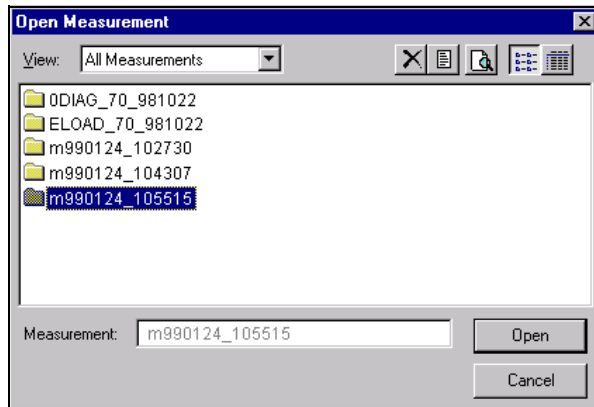 Open Measurement
View: All Measurements
0DIAG_70_981022
ELOAD_70_981022
m990124_102730
m990124_104307
m990124_105515
Measurement: m990124_105515
Open
Cancel